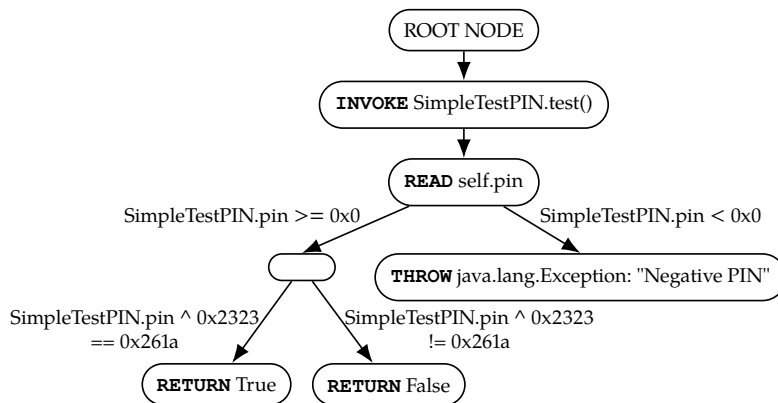 ROOT NODE
INVOKE SimpleTestPIN.test()
READ self.pin
SimpleTestPIN.pin >= 0x0
SimpleTestPIN.pin < 0x0
THROW java.lang.Exception: "Negative PIN"
SimpleTestPIN.pin ^ 0x2323
== 0x261a
SimpleTestPIN.pin ^ 0x2323
!= 0x261a
RETURN True
RETURN False